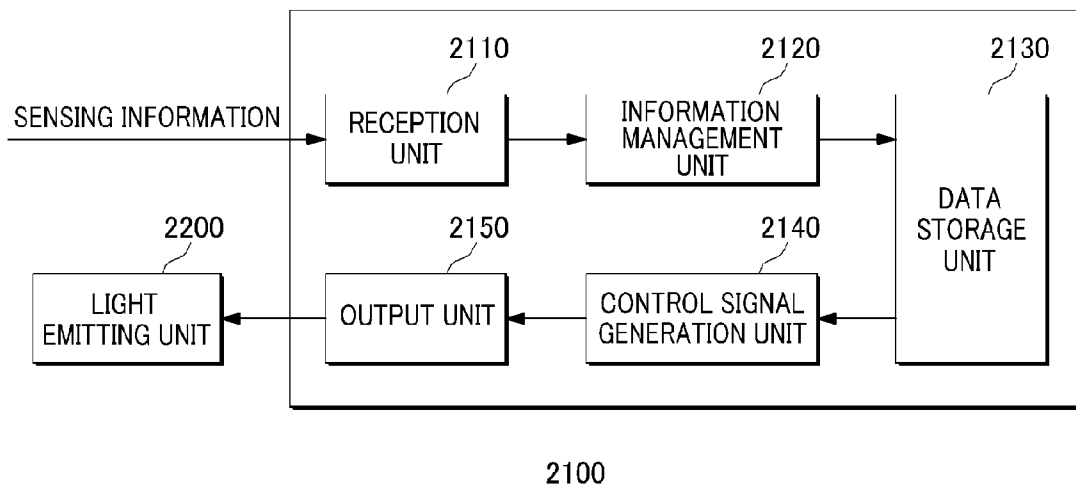 2110
2120
2130
SENSING INFORMATION
RECEPTION
UNIT
INFORMATION
MANAGEMENT
UNIT
DATA
STORAGE
UNIT
2200
2150
2140
LIGHT
EMITTING UNIT
OUTPUT UNIT
CONTROL SIGNAL
GENERATION UNIT
2100